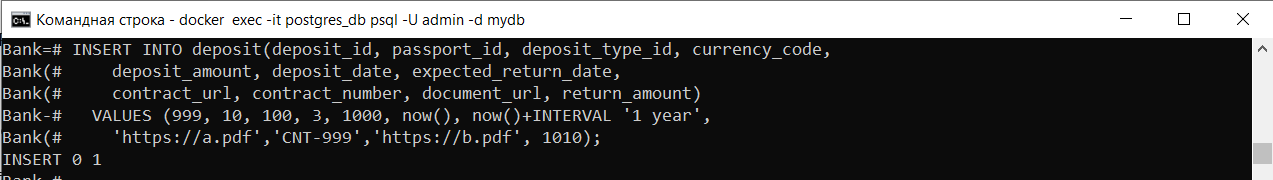 Командная строка - docker  exec -it postgres_db psql -U admin -d mydb
Bank=# INSERT INTO deposit(deposit_id, passport_id, deposit_type_id, currency_code,
Bank(#     deposit_amount, deposit_date, expected_return_date,
Bank(#     contract_url, contract_number, document_url, return_amount)
Bank-#   VALUES (999, 10, 100, 3, 1000, now(), now()+INTERVAL '1 year',
Bank(#     'https://a.pdf','CNT-999','https://b.pdf', 1010);
INSERT 0 1
Bank=#